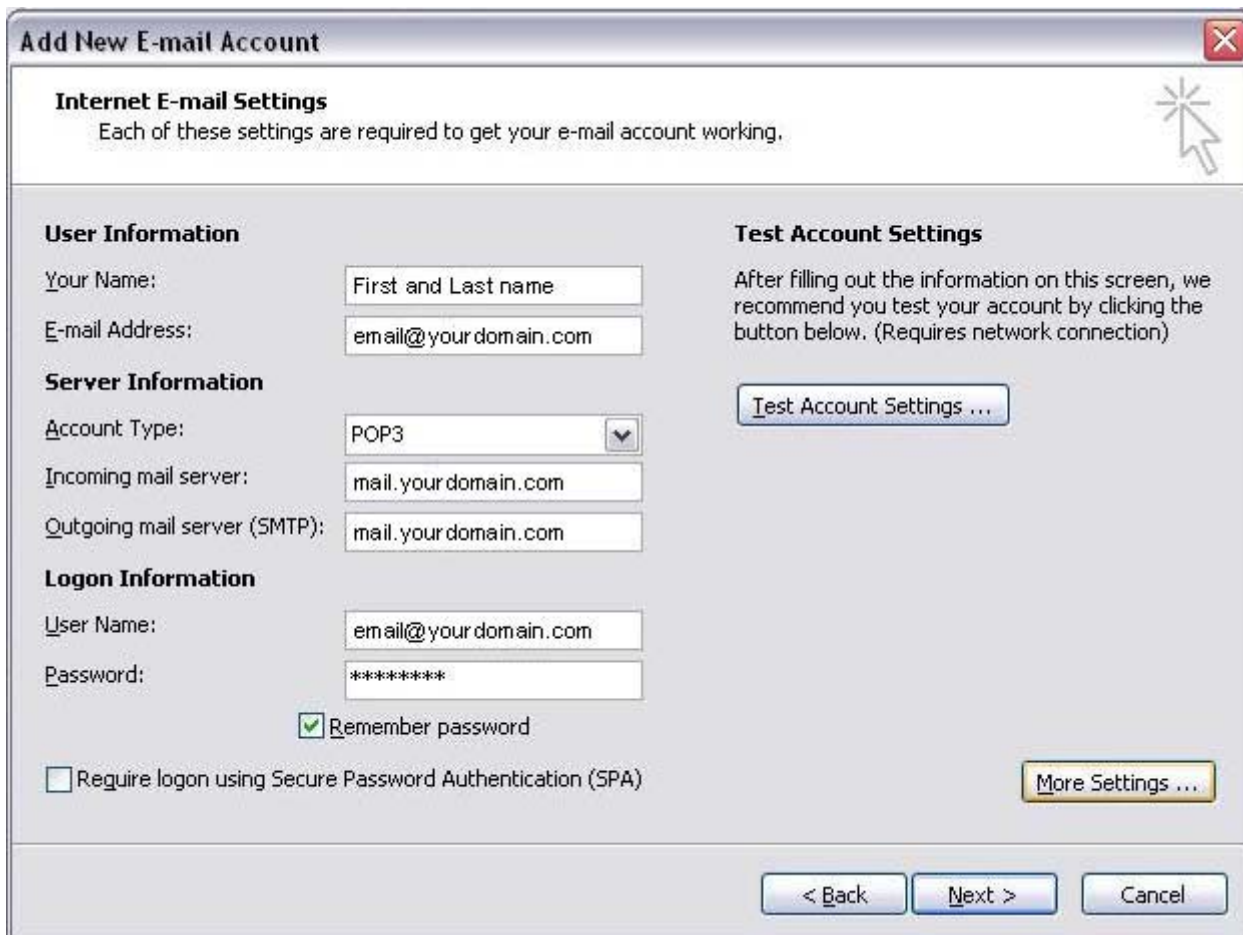 Add New E-mail Account
Internet E-mail Settings
Each of these settings are required to get your e-mail account working.
User Information
Your Name:
First and Last name
E-mail Address:
email@yourdomain.com
Server Information
Account Type:
POP3
Incoming mail server:
mail.yourdomain.com
Outgoing mail server (SMTP):
mail.yourdomain.com
Logon Information
User Name:
email@yourdomain.com
Password:
********
Remember password
Require logon using Secure Password Authentication (SPA)
Test Account Settings
After filling out the information on this screen, we
recommend you test your account by clicking the
button below. (Requires network connection)
Test Account Settings ...
More Settings ...
< Back
Next >
Cancel